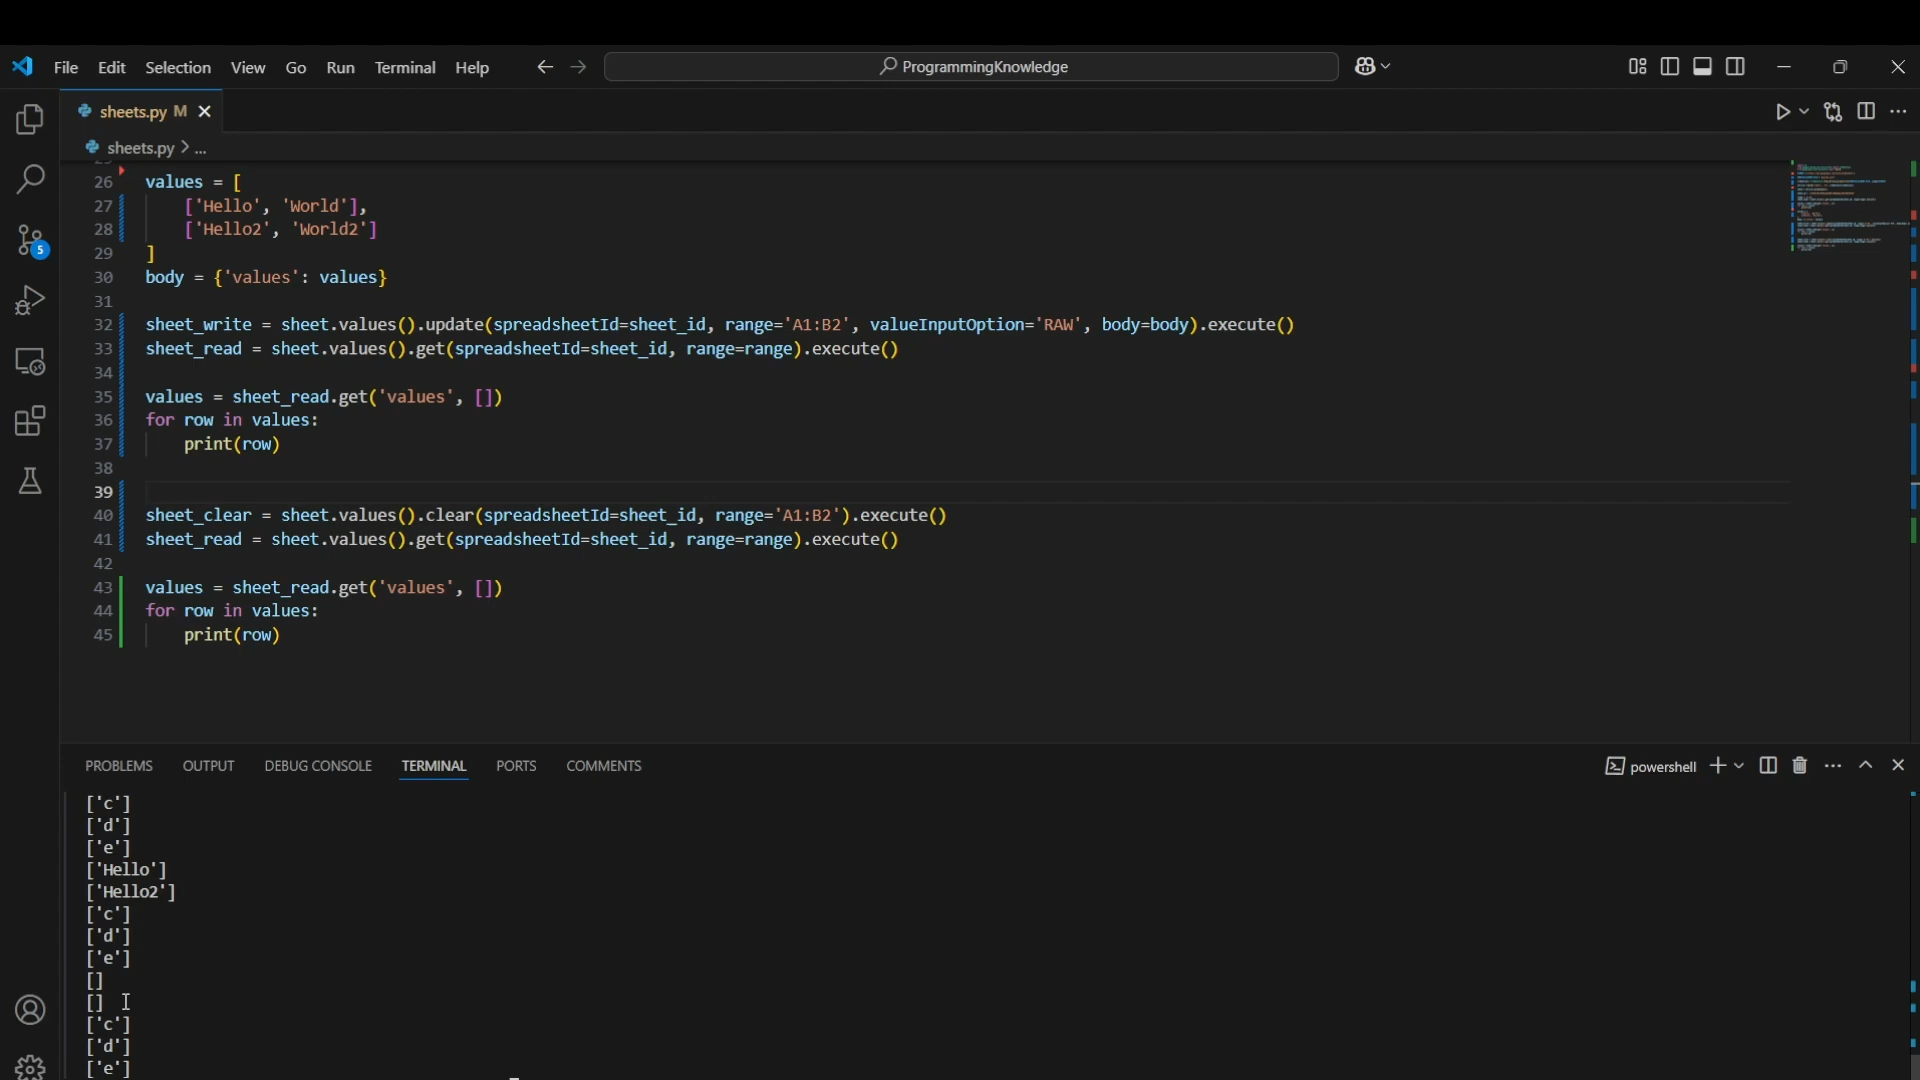 File Edit Selection View Go Run Terminal Help
ProgrammingKnowledge
sheets.py M
sheets.py > ...
26 values = [
27 ['Hello', 'World'],
28 ['Hello2', 'World2']
29 ]
30 body = {'values': values}
31
32 sheet_write = sheet.values().update(spreadsheetId=sheet_id, range='A1:B2', valueInputOption='RAW', body=body).execute()
33 sheet_read = sheet.values().get(spreadsheetId=sheet_id, range=range).execute()
34
35 values = sheet_read.get('values', [])
36 for row in values:
37 print(row)
38
39
40 sheet_clear = sheet.values().clear(spreadsheetId=sheet_id, range='A1:B2').execute()
41 sheet_read = sheet.values().get(spreadsheetId=sheet_id, range=range).execute()
42
43 values = sheet_read.get('values', [])
44 for row in values:
45 print(row)
5
PROBLEMS OUTPUT DEBUG CONSOLE TERMINAL PORTS COMMENTS
powershell
['c']
['d']
['e']
['Hello']
['Hello2']
['c']
['d']
['e']
[]
[]
['c']
['d']
['e']